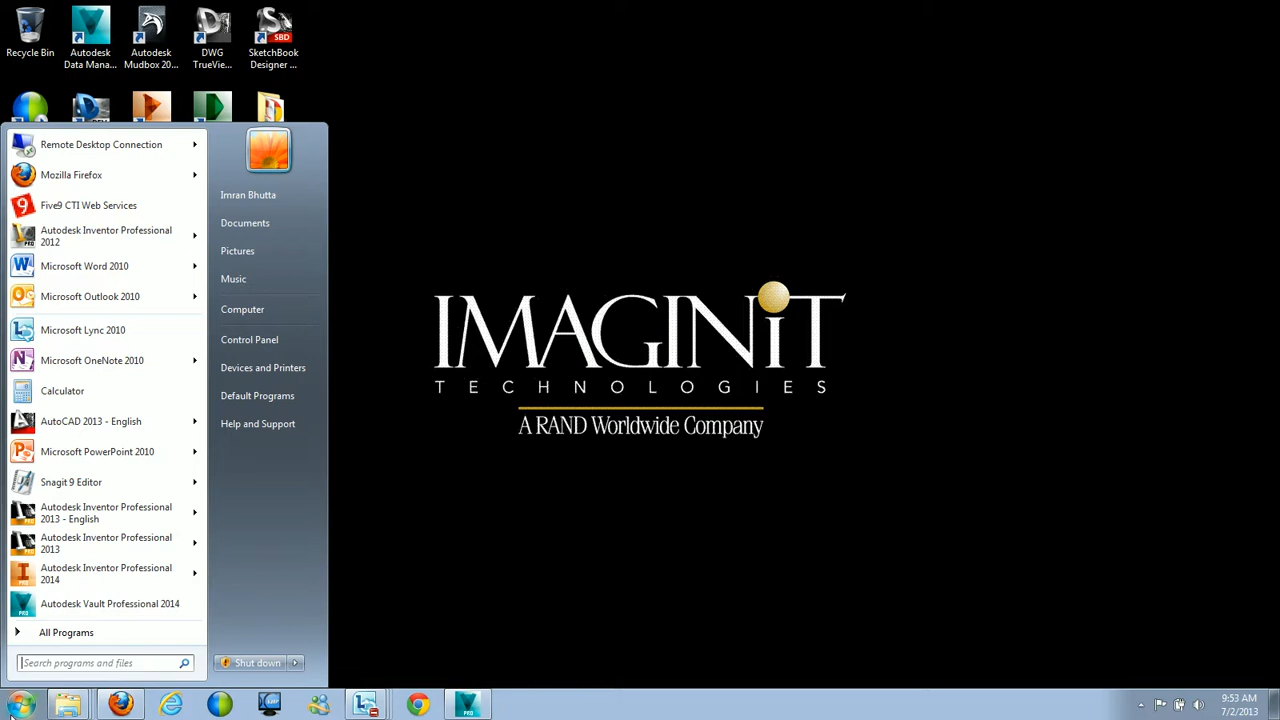 Recycle Bin
Autodesk
Data Mana...
Autodesk
Mudbox 20...
DWG
TrueVie...
SketchBook
Designer ...
SBD
Remote Desktop Connection
Mozilla Firefox
Five9 CTI Web Services
Autodesk Inventor Professional
2012
Microsoft Word 2010
Microsoft Outlook 2010
Microsoft Lync 2010
Microsoft OneNote 2010
Calculator
AutoCAD 2013 - English
Microsoft PowerPoint 2010
Snagit 9 Editor
Autodesk Inventor Professional
2013 - English
Autodesk Inventor Professional
2013
Autodesk Inventor Professional
2014
Autodesk Vault Professional 2014
All Programs
Search programs and files
Imran Bhutta
Documents
Pictures
Music
Computer
Control Panel
Devices and Printers
Default Programs
Help and Support
Shut down
IMAGINiT
TECHNOLOGIES
A RAND Worldwide Company
9:53 AM
7/2/2013